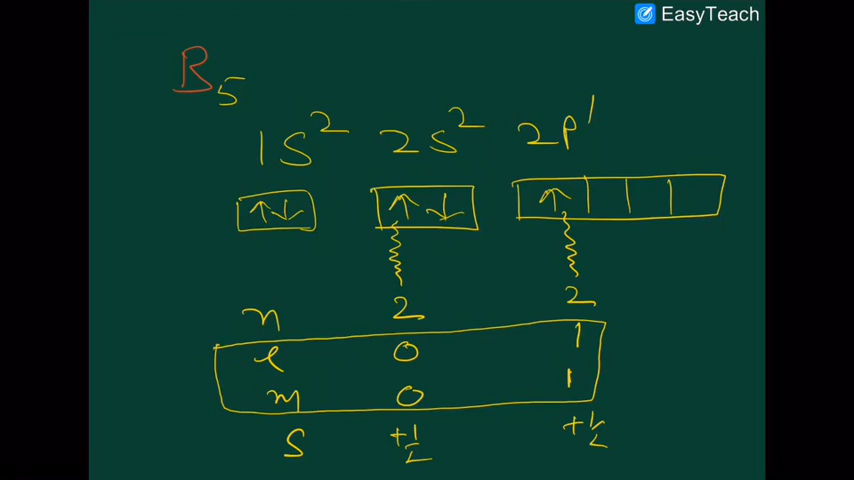 EasyTeach
B5
1s² 2s² 2p¹
↑↓ ↑↓ ↑
n 2 2
l 0 1
m 0 1
s +1/2 +1/2